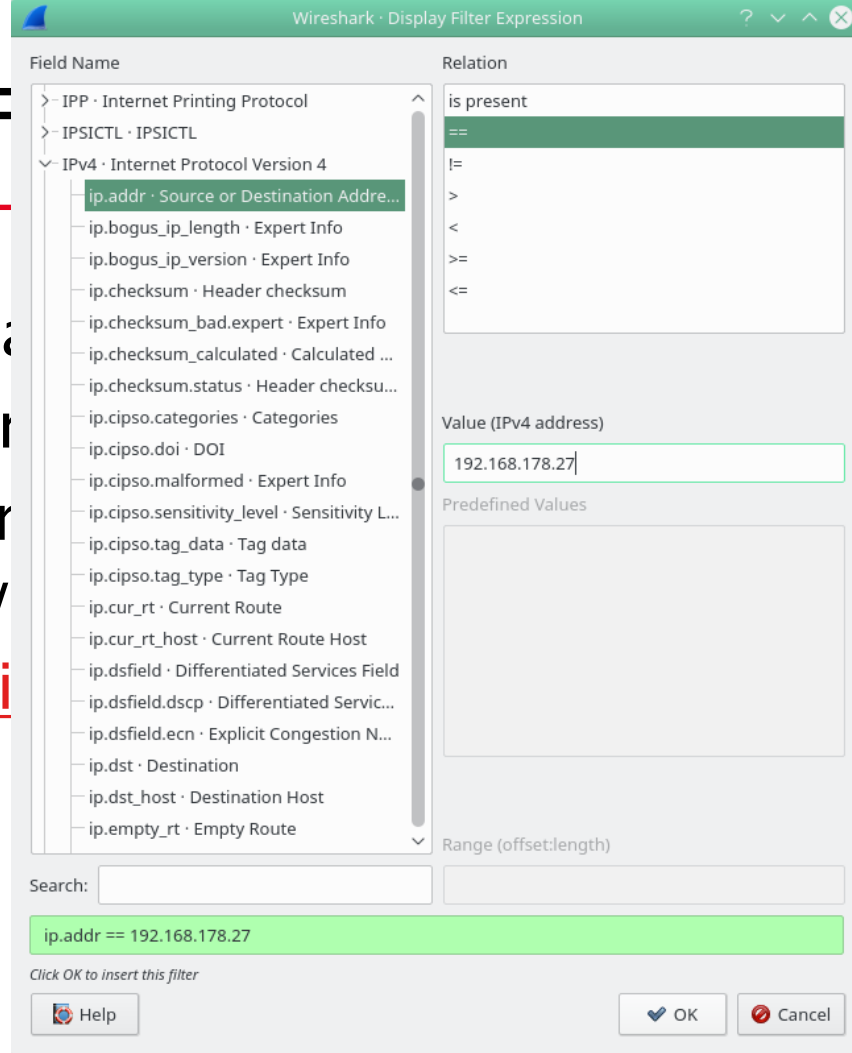 Wireshark · Display Filter Expression
Field Name
IPP · Internet Printing Protocol
IPSICTL · IPSICTL
IPv4 · Internet Protocol Version 4
ip.addr · Source or Destination Addre...
ip.bogus_ip_length · Expert Info
ip.bogus_ip_version · Expert Info
ip.checksum · Header checksum
ip.checksum_bad.expert · Expert Info
ip.checksum_calculated · Calculated ...
ip.checksum.status · Header checksu...
ip.cipso.categories · Categories
ip.cipso.doi · DOI
ip.cipso.malformed · Expert Info
ip.cipso.sensitivity_level · Sensitivity L...
ip.cipso.tag_data · Tag data
ip.cipso.tag_type · Tag Type
ip.cur_rt · Current Route
ip.cur_rt_host · Current Route Host
ip.dsfield · Differentiated Services Field
ip.dsfield.dscp · Differentiated Servic...
ip.dsfield.ecn · Explicit Congestion N...
ip.dst · Destination
ip.dst_host · Destination Host
ip.empty_rt · Empty Route
Search:
Relation
is present
==
!=
>
<
>=
<=
Value (IPv4 address)
192.168.178.27
Predefined Values
Range (offset:length)
ip.addr == 192.168.178.27
Click OK to insert this filter
Help
OK
Cancel